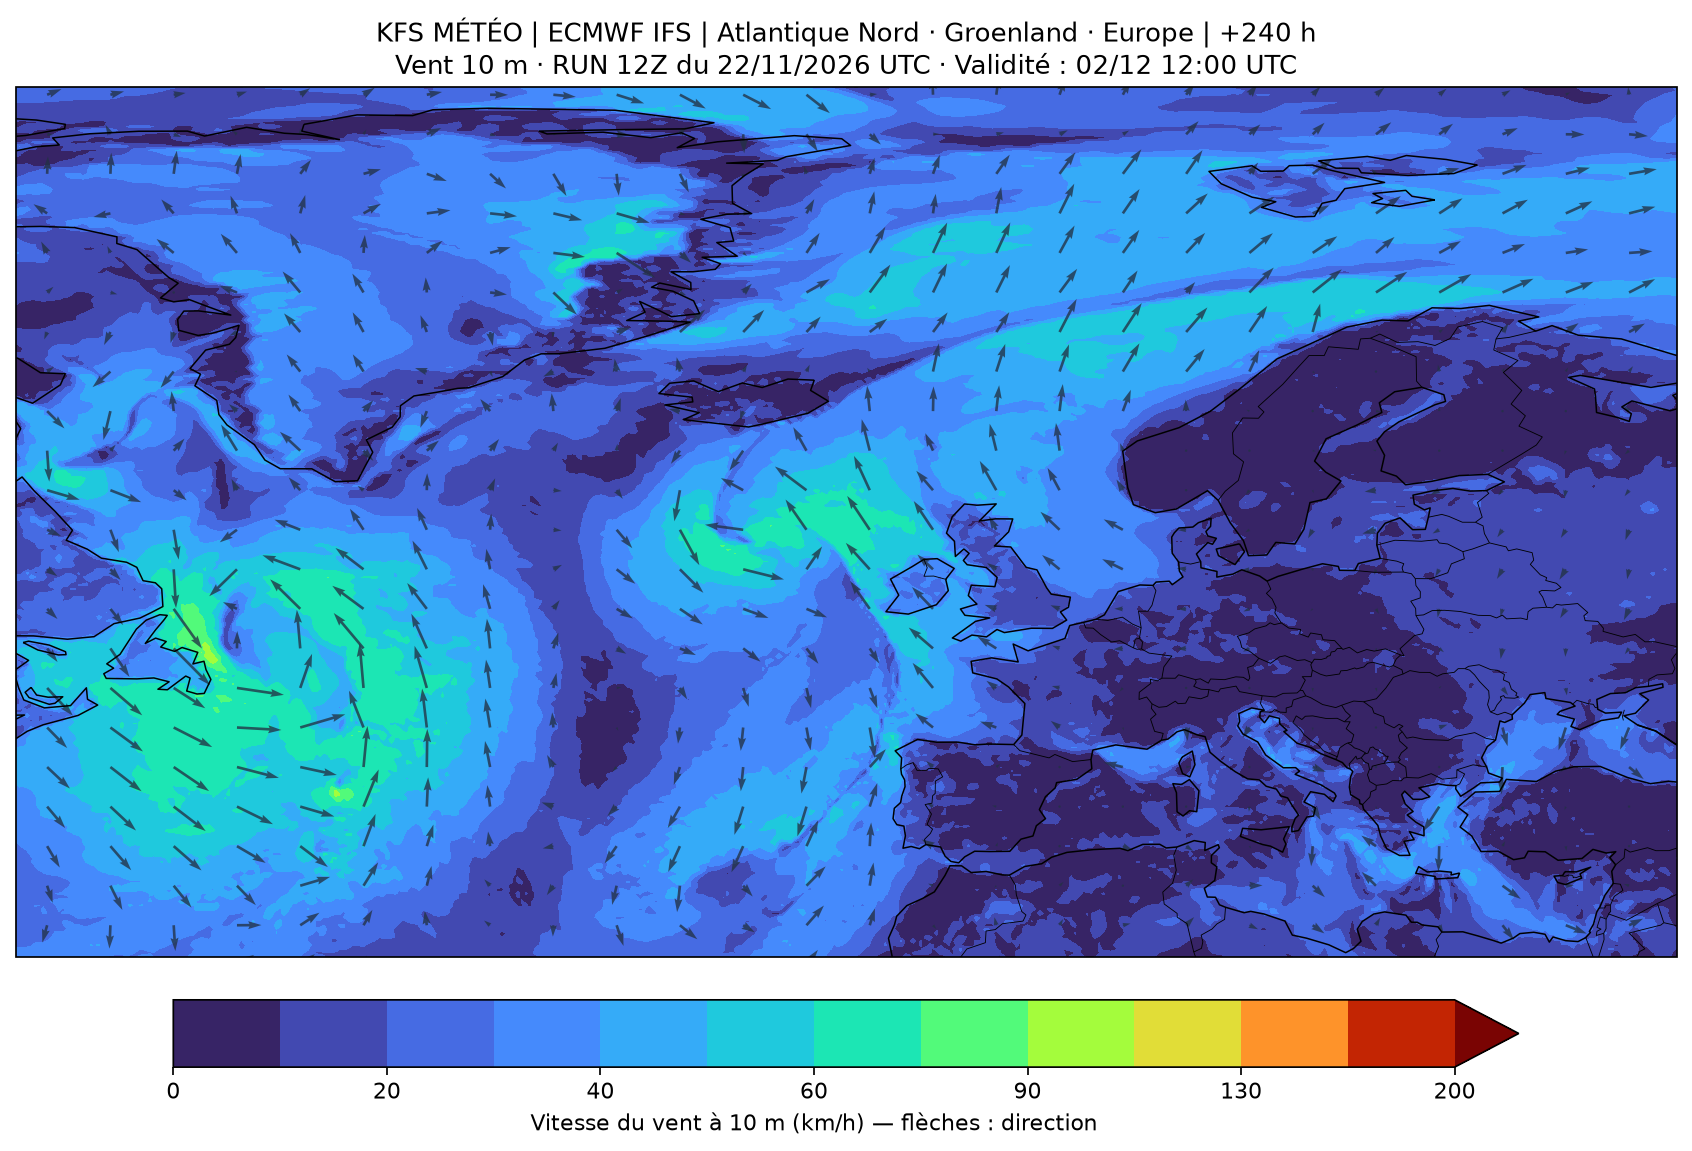 KFS MÉTÉO | ECMWF IFS | Atlantique Nord · Groenland · Europe | +240 h
Vent 10 m · RUN 12Z du 22/11/2026 UTC · Validité : 02/12 12:00 UTC
0 20 40 60 90 130 200
Vitesse du vent à 10 m (km/h) — flèches : direction